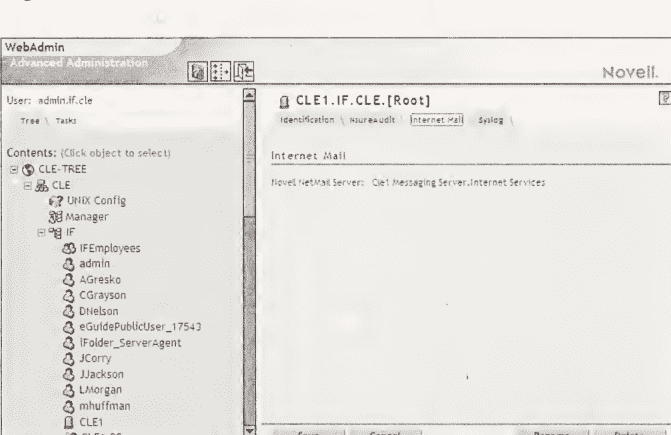 WebAdmin
Advanced Administration
Novell.
User: admin.if.cle
Tree \ Tasks
Contents: (Click object to select)
CLE-TREE
CLE
UNIX Config
Manager
IF
IFEmployees
admin
AGresko
CGrayson
DNelson
eGuidePublicUser_17543
iFolder_ServerAgent
JCorry
JJackson
LMorgan
mhuffman
CLE1
CLE1.IF.CLE.[Root]
Identification \ NsureAudit \ Internet Mail \ Syslog \
Internet Mail
Novell NetMail Server: Cle1 Messaging Server.Internet Services
Save Cancel Rename Delete